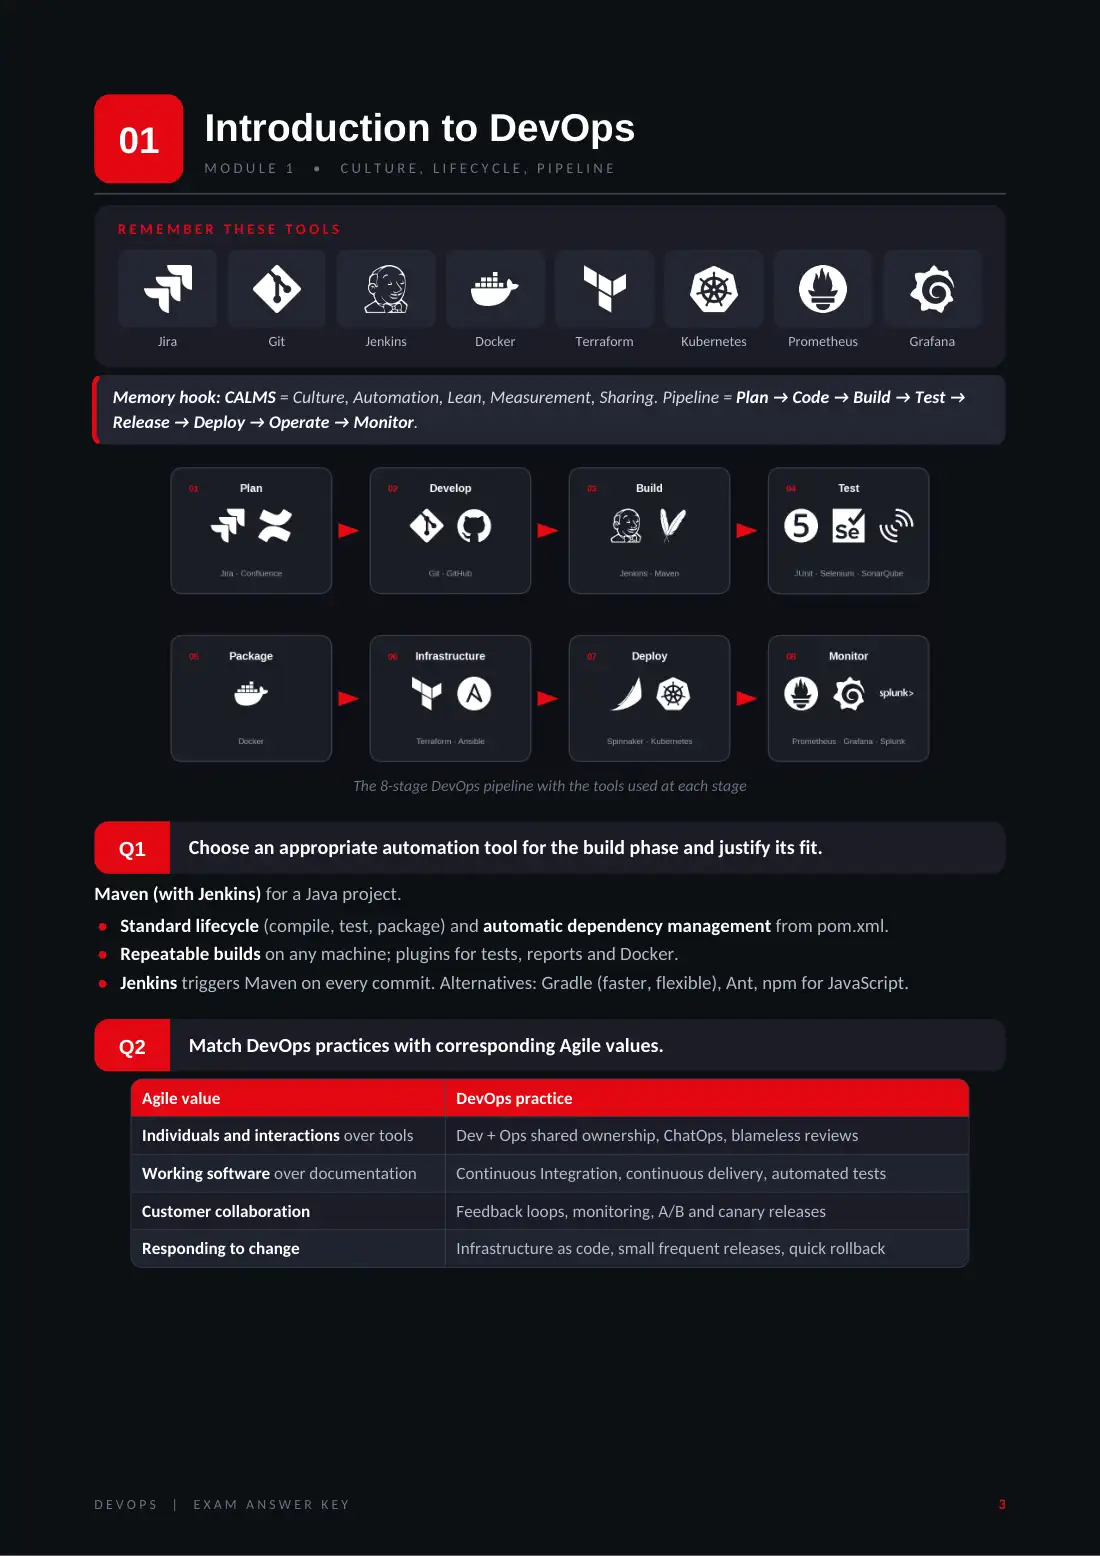 01
Introduction to DevOps
MODULE 1 • CULTURE, LIFECYCLE, PIPELINE
REMEMBER THESE TOOLS
Jira Git Jenkins Docker Terraform Kubernetes Prometheus Grafana
Memory hook: CALMS = Culture, Automation, Lean, Measurement, Sharing. Pipeline = Plan → Code → Build → Test →
Release → Deploy → Operate → Monitor.
01 Plan 02 Develop 03 Build 04 Test
5 Se
Jira · Confluence Git · GitHub Jenkins · Maven JUnit · Selenium · SonarQube
05 Package 06 Infrastructure 07 Deploy 08 Monitor
splunk>
Docker Terraform · Ansible Spinnaker · Kubernetes Prometheus · Grafana · Splunk
The 8-stage DevOps pipeline with the tools used at each stage
Q1 Choose an appropriate automation tool for the build phase and justify its fit.
Maven (with Jenkins) for a Java project.
• Standard lifecycle (compile, test, package) and automatic dependency management from pom.xml.
• Repeatable builds on any machine; plugins for tests, reports and Docker.
• Jenkins triggers Maven on every commit. Alternatives: Gradle (faster, flexible), Ant, npm for JavaScript.
Q2 Match DevOps practices with corresponding Agile values.
Agile value DevOps practice
Individuals and interactions over tools Dev + Ops shared ownership, ChatOps, blameless reviews
Working software over documentation Continuous Integration, continuous delivery, automated tests
Customer collaboration Feedback loops, monitoring, A/B and canary releases
Responding to change Infrastructure as code, small frequent releases, quick rollback
DEVOPS | EXAM ANSWER KEY 3